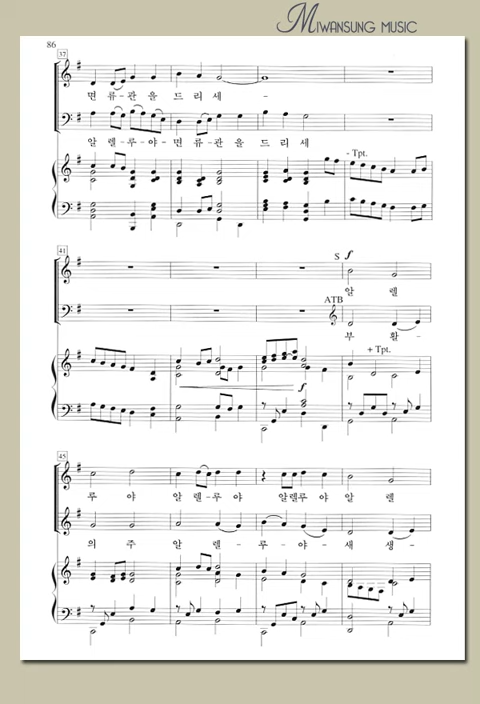 MIWANSUNG MUSIC
86
37
면 류 - 관 을 드 리 세 -
알 렐 - 루 - 야 - 면 류 - 관 을 드 리 세
- Tpt.
41
S f
알 렐
ATB
부 활 -
+ Tpt.
f
45
루 야 알 렐 - 루 야 알렐루 야 알 렐
의 주 알 렐 - 루 - 야 - 새 생 -